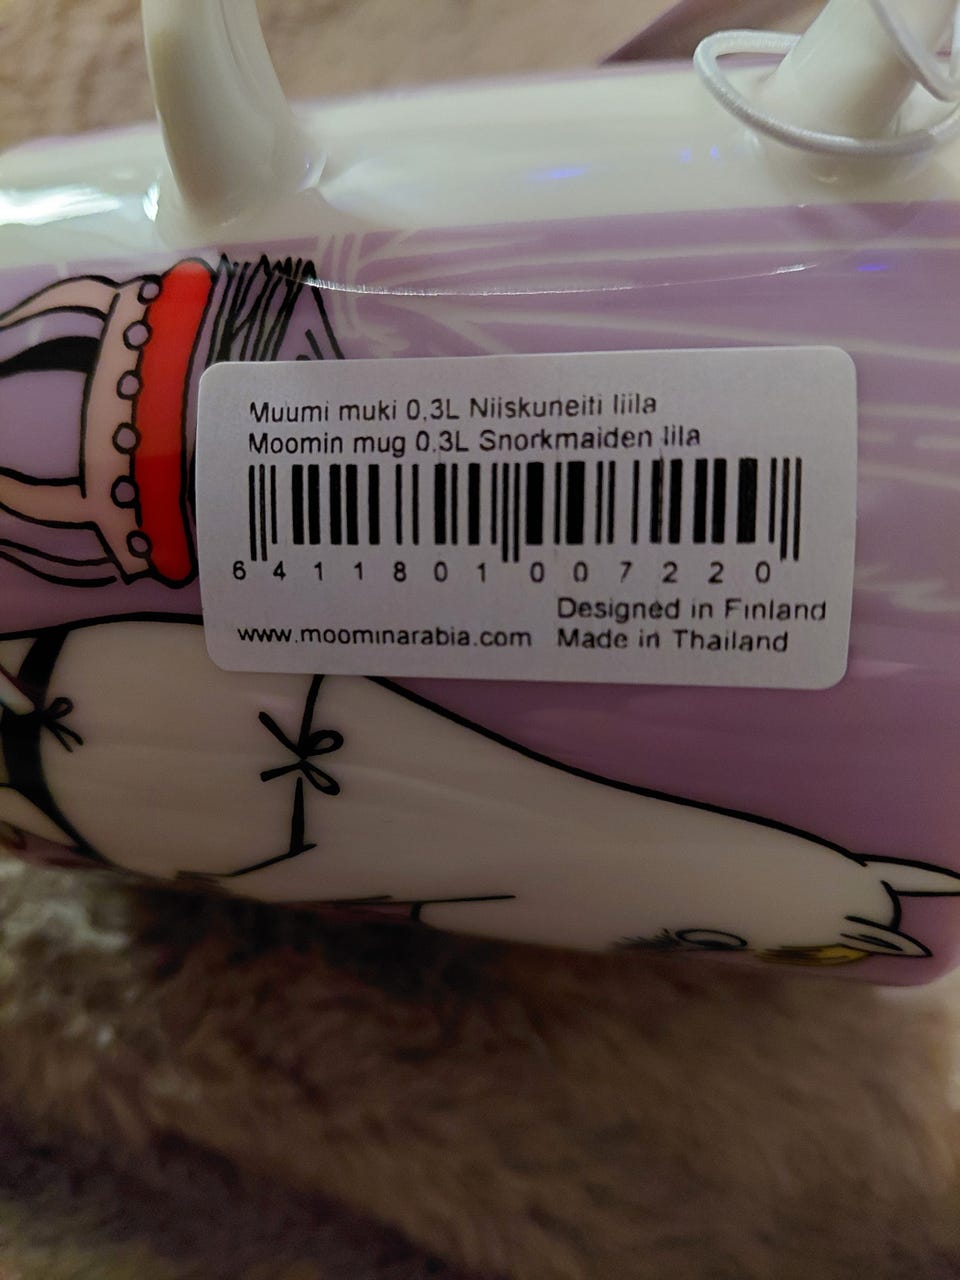 Muumi muki 0,3L Niiskuneiti liila
Moomin mug 0.3L Snorkmaiden lila
6 411801 007220
Designed in Finland
www.moominarabia.com Made in Thailand